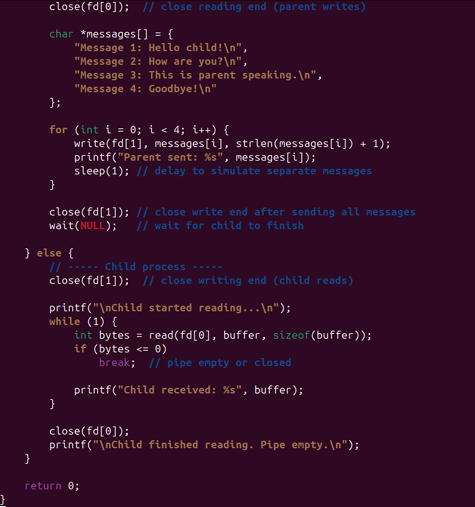 close(fd[0]);  // close reading end (parent writes)
char *messages[] = {
"Message 1: Hello child!\n",
"Message 2: How are you?\n",
"Message 3: This is parent speaking.\n",
"Message 4: Goodbye!\n"
};
for (int i = 0; i < 4; i++) {
write(fd[1], messages[i], strlen(messages[i]) + 1);
printf("Parent sent: %s", messages[i]);
sleep(1); // delay to simulate separate messages
}
close(fd[1]); // close write end after sending all messages
wait(NULL);   // wait for child to finish
} else {
// ----- Child process -----
close(fd[1]);  // close writing end (child reads)
printf("\nChild started reading...\n");
while (1) {
int bytes = read(fd[0], buffer, sizeof(buffer));
if (bytes <= 0)
break;  // pipe empty or closed
printf("Child received: %s", buffer);
}
close(fd[0]);
printf("\nChild finished reading. Pipe empty.\n");
}
return 0;
}